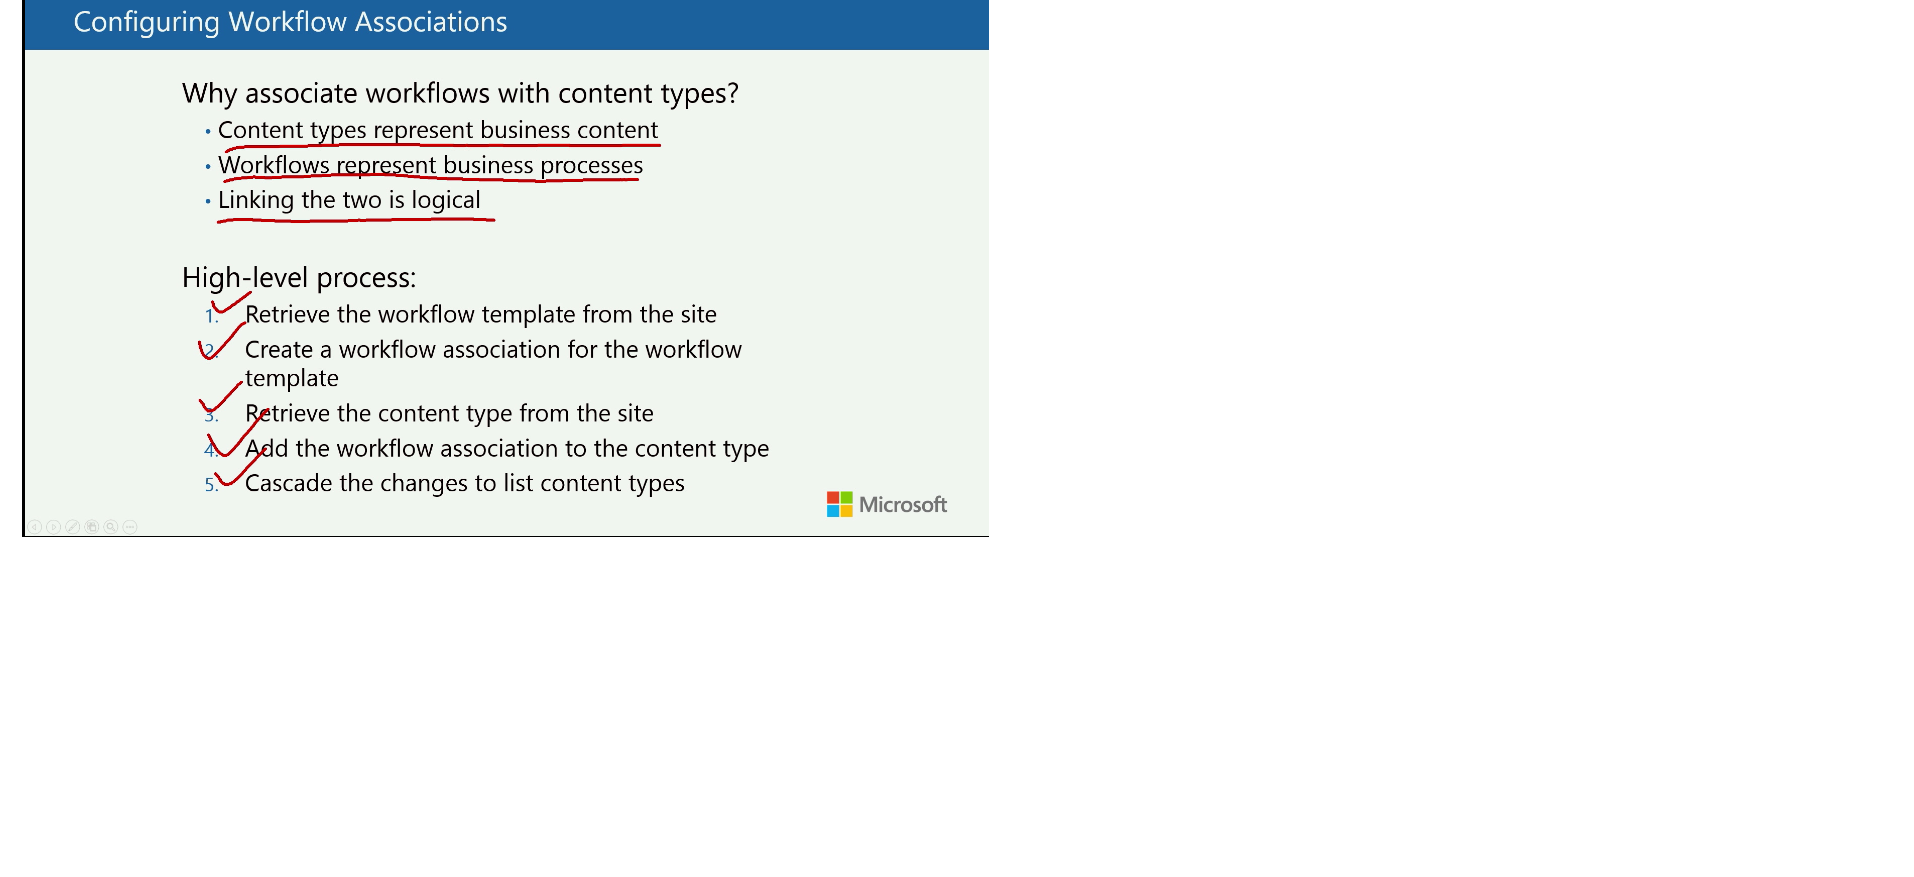 Configuring Workflow Associations
Why associate workflows with content types?
• Content types represent business content
• Workflows represent business processes
• Linking the two is logical
High-level process:
1. Retrieve the workflow template from the site
2. Create a workflow association for the workflow
template
3. Retrieve the content type from the site
4. Add the workflow association to the content type
5. Cascade the changes to list content types
Microsoft